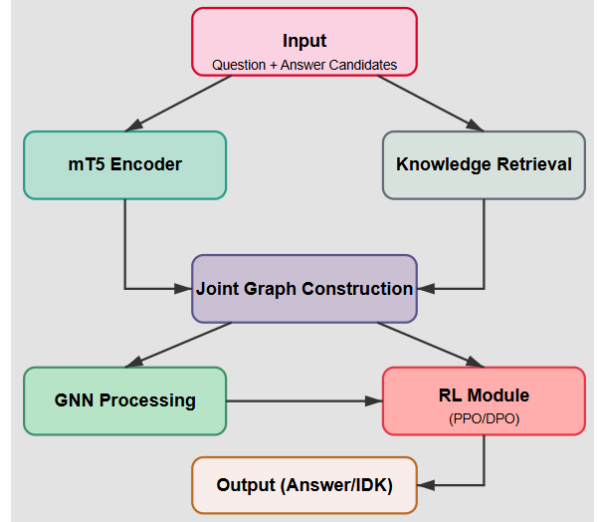 Input
Question + Answer Candidates
mT5 Encoder
Knowledge Retrieval
Joint Graph Construction
GNN Processing
RL Module
(PPO/DPO)
Output (Answer/IDK)